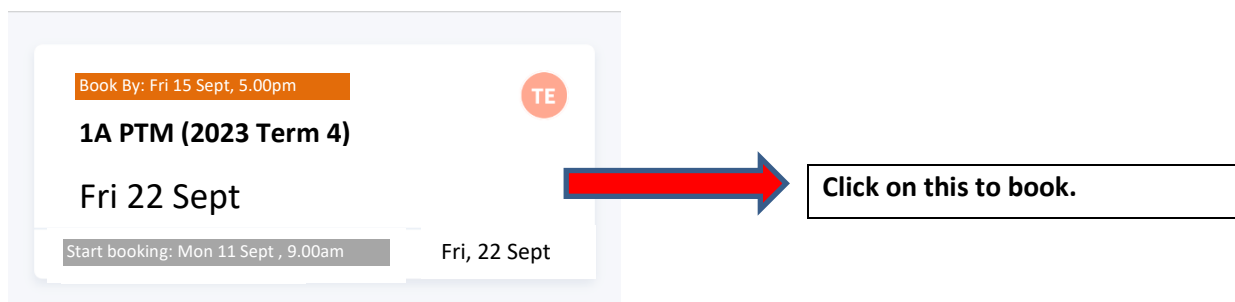 Book By: Fri 15 Sept, 5.00pm
TE
1A PTM (2023 Term 4)
Fri 22 Sept
Click on this to book.
Start booking: Mon 11 Sept , 9.00am
Fri, 22 Sept